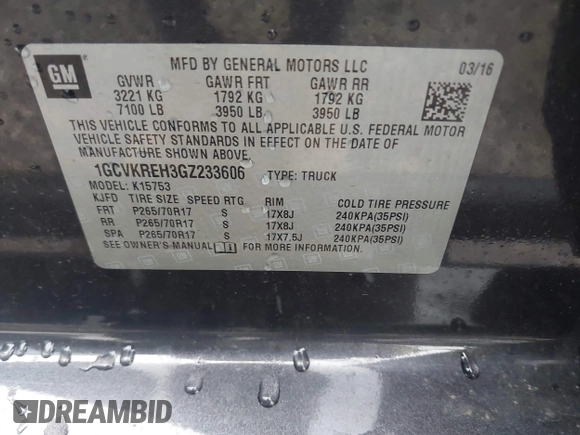 GM
MFD BY GENERAL MOTORS LLC
03/16
GVWR GAWR FRT GAWR RR
3221 KG 1792 KG 1792 KG
7100 LB 3950 LB 3950 LB
THIS VEHICLE CONFORMS TO ALL APPLICABLE U.S. FEDERAL MOTOR
VEHICLE SAFETY STANDARDS IN EFFECT ON THE DATE OF
MANUFACTURE SHOWN ABOVE.
1GCVKREH3GZ233606 TYPE: TRUCK
MODEL: K15753
KJFD TIRE SIZE SPEED RTG RIM COLD TIRE PRESSURE
FRT P265/70R17 S 17X8J 240KPA(35PSI)
RR P265/70R17 S 17X8J 240KPA(35PSI)
SPA P265/70R17 S 17X7.5J 240KPA(35PSI)
SEE OWNER'S MANUAL FOR MORE INFORMATION.
DREAMBID